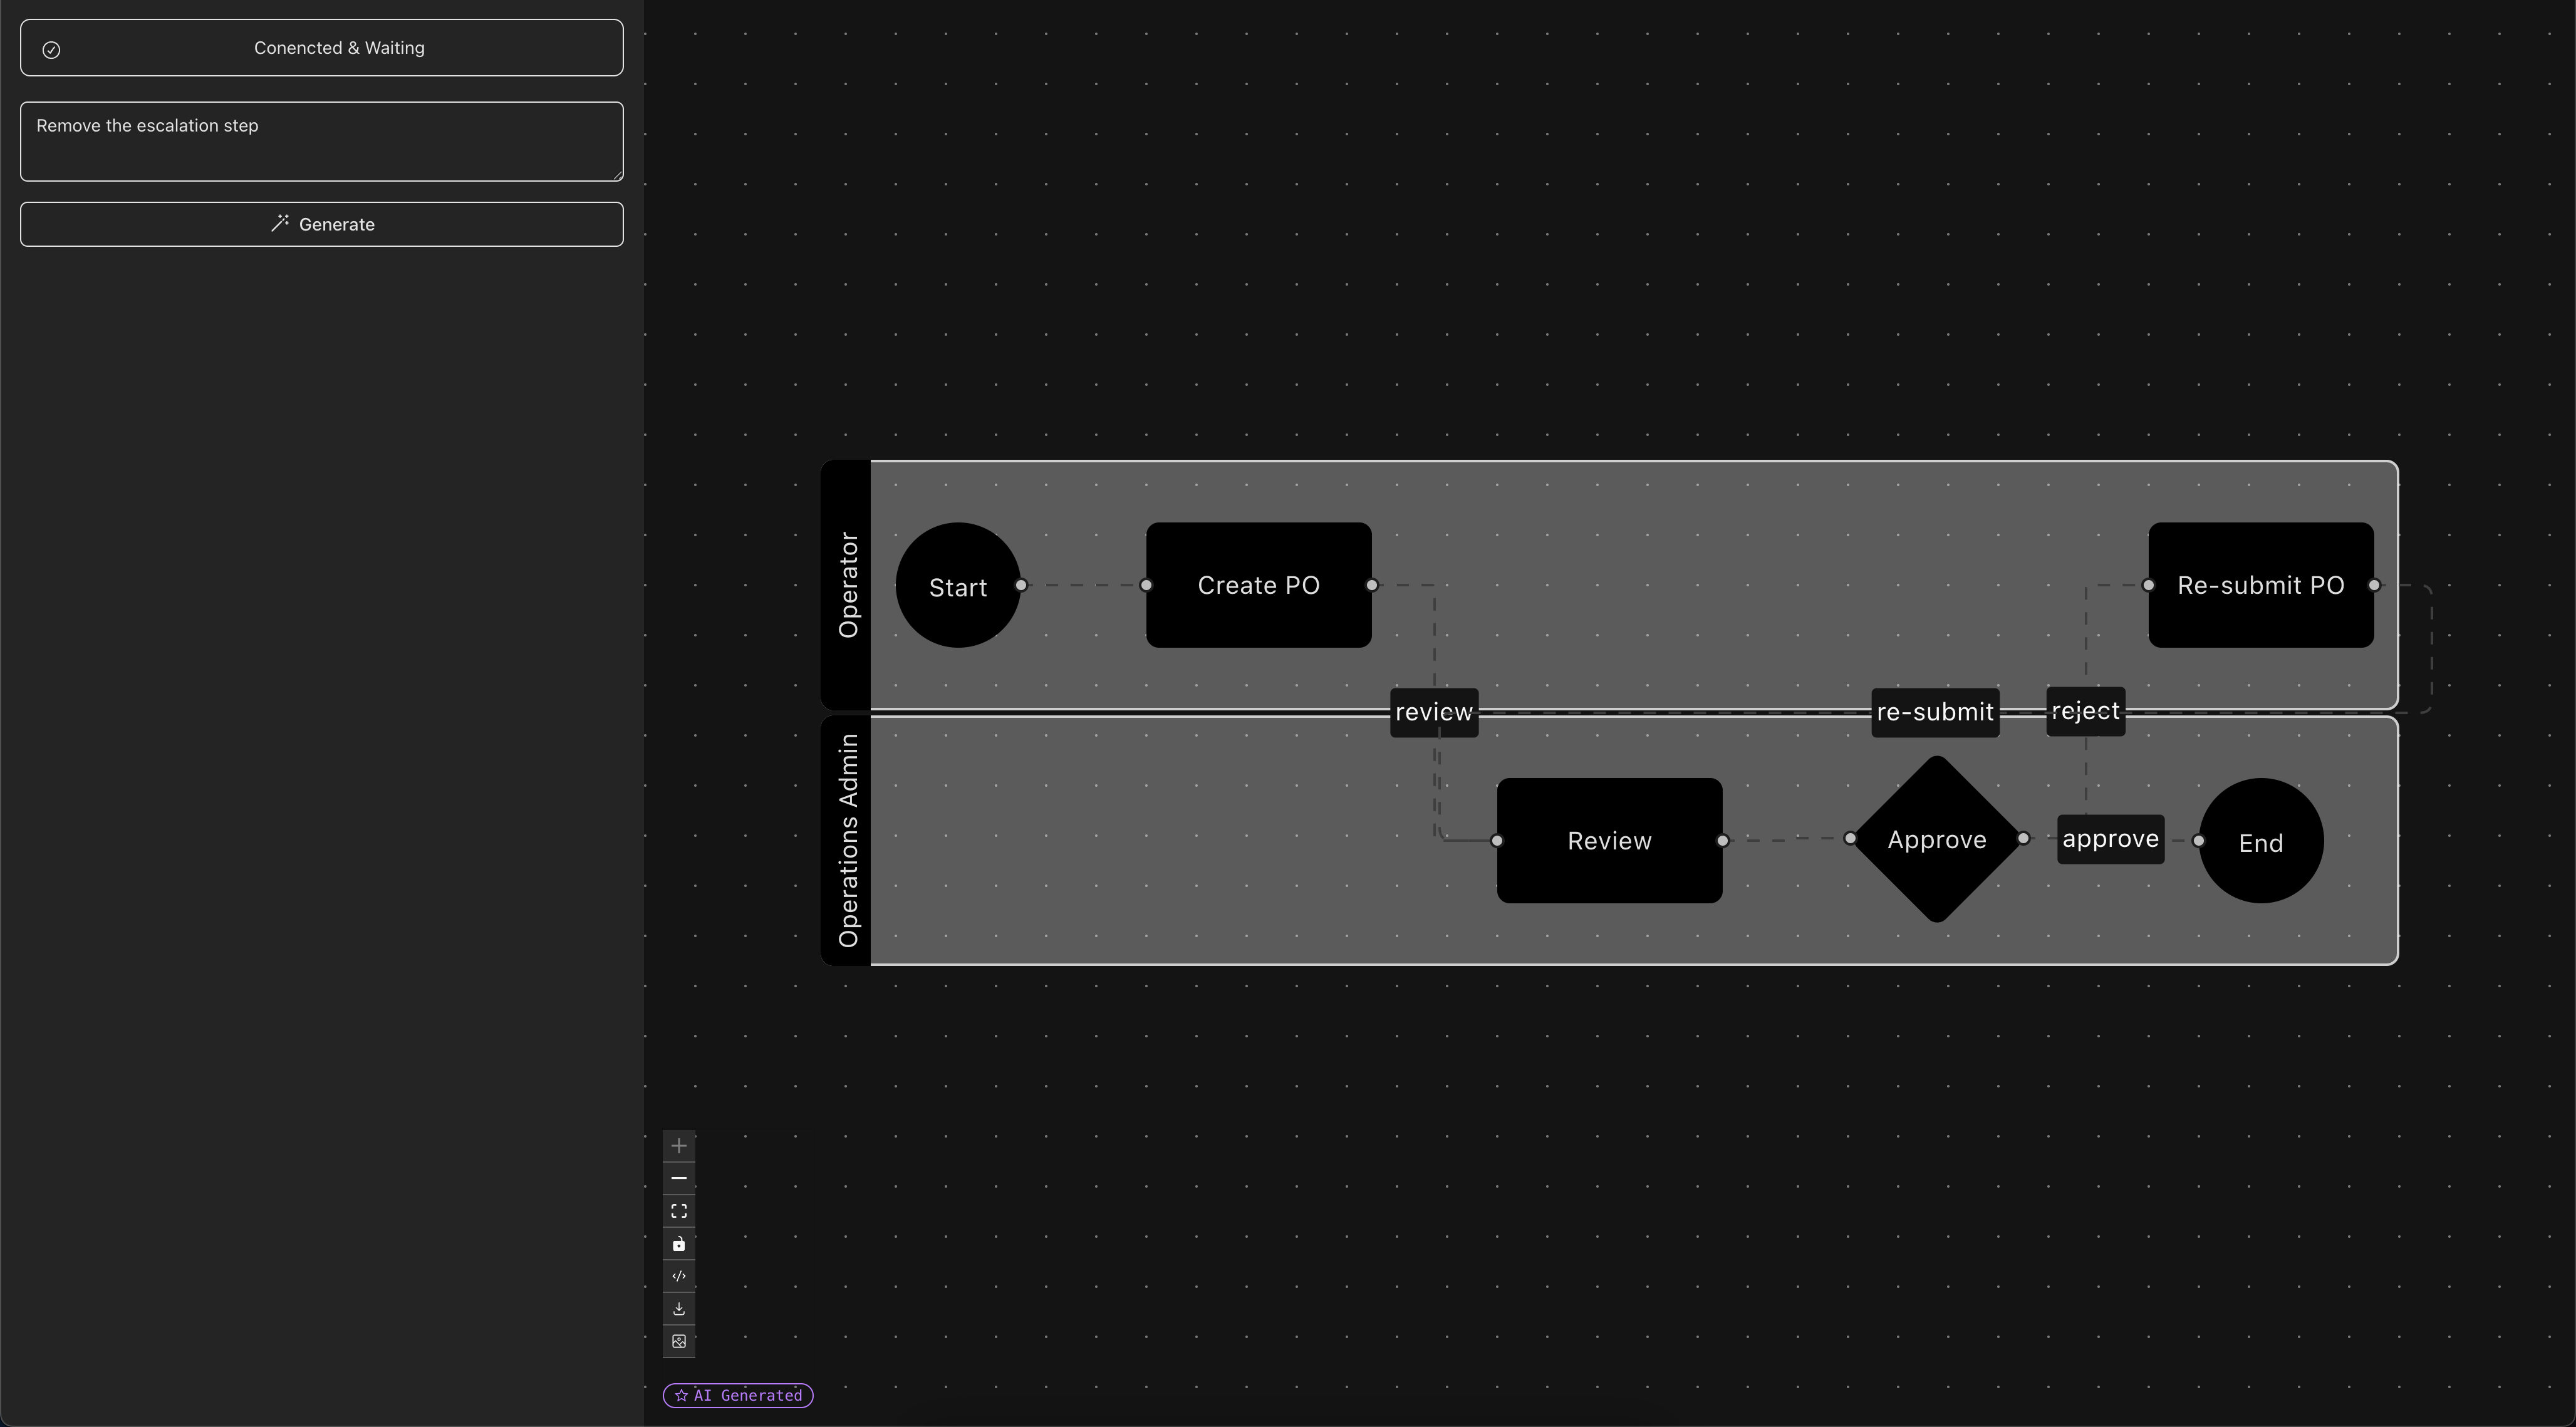 Conencted & Waiting
Remove the escalation step
Generate
Operator
Start
Create PO
Re-submit PO
review
re-submit
reject
Operations Admin
Review
Approve
approve
End
AI Generated